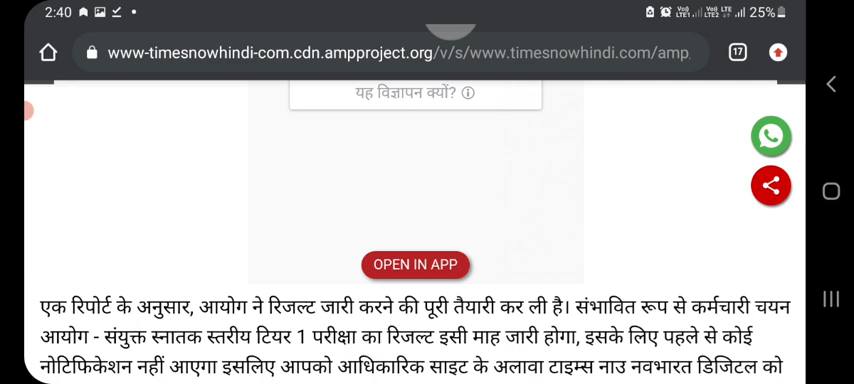 2:40 25%
www-timesnowhindi-com.cdn.ampproject.org/v/s/www.timesnowhindi.com/amp 17
यह विज्ञापन क्यों?
OPEN IN APP
एक रिपोर्ट के अनुसार, आयोग ने रिजल्ट जारी करने की पूरी तैयारी कर ली है। संभावित रूप से कर्मचारी चयन
आयोग - संयुक्त स्नातक स्तरीय टियर 1 परीक्षा का रिजल्ट इसी माह जारी होगा, इसके लिए पहले से कोई
नोटिफिकेशन नहीं आएगा इसलिए आपको आधिकारिक साइट के अलावा टाइम्स नाउ नवभारत डिजिटल को